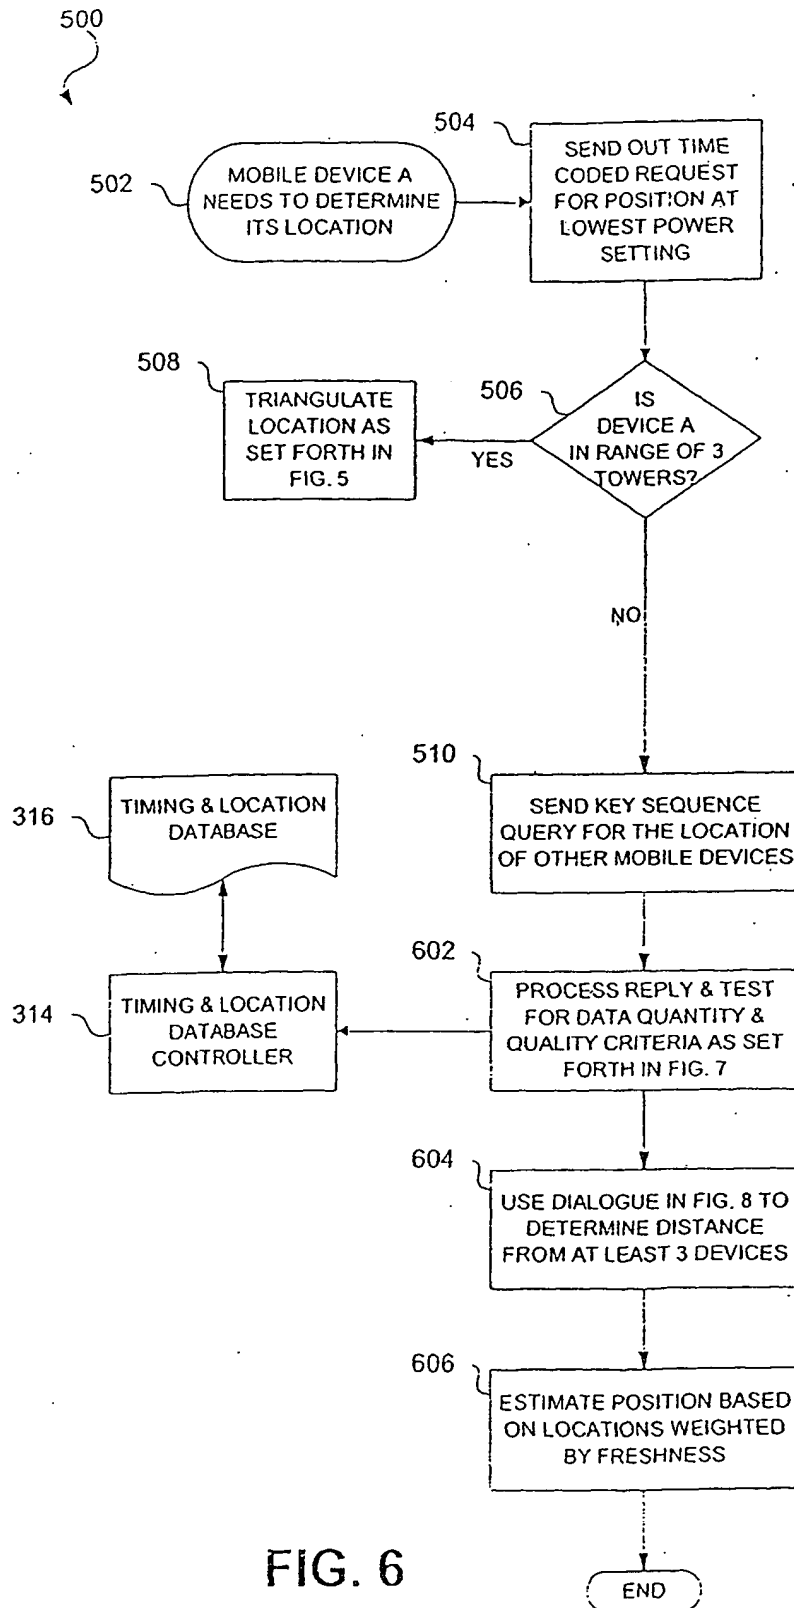 500
504
SEND OUT TIME
CODED REQUEST
FOR POSITION AT
LOWEST POWER
SETTING
502
MOBILE DEVICE A
NEEDS TO DETERMINE
ITS LOCATION
508
TRIANGULATE
LOCATION AS
SET FORTH IN
FIG. 5
506
IS
DEVICE A
IN RANGE OF 3
TOWERS?
YES
NO
510
SEND KEY SEQUENCE
QUERY FOR THE LOCATION
OF OTHER MOBILE DEVICES
316
TIMING & LOCATION
DATABASE
602
PROCESS REPLY & TEST
FOR DATA QUANTITY &
QUALITY CRITERIA AS SET
FORTH IN FIG. 7
314
TIMING & LOCATION
DATABASE
CONTROLLER
604
USE DIALOGUE IN FIG. 8 TO
DETERMINE DISTANCE
FROM AT LEAST 3 DEVICES
606
ESTIMATE POSITION BASED
ON LOCATIONS WEIGHTED
BY FRESHNESS
END
FIG. 6